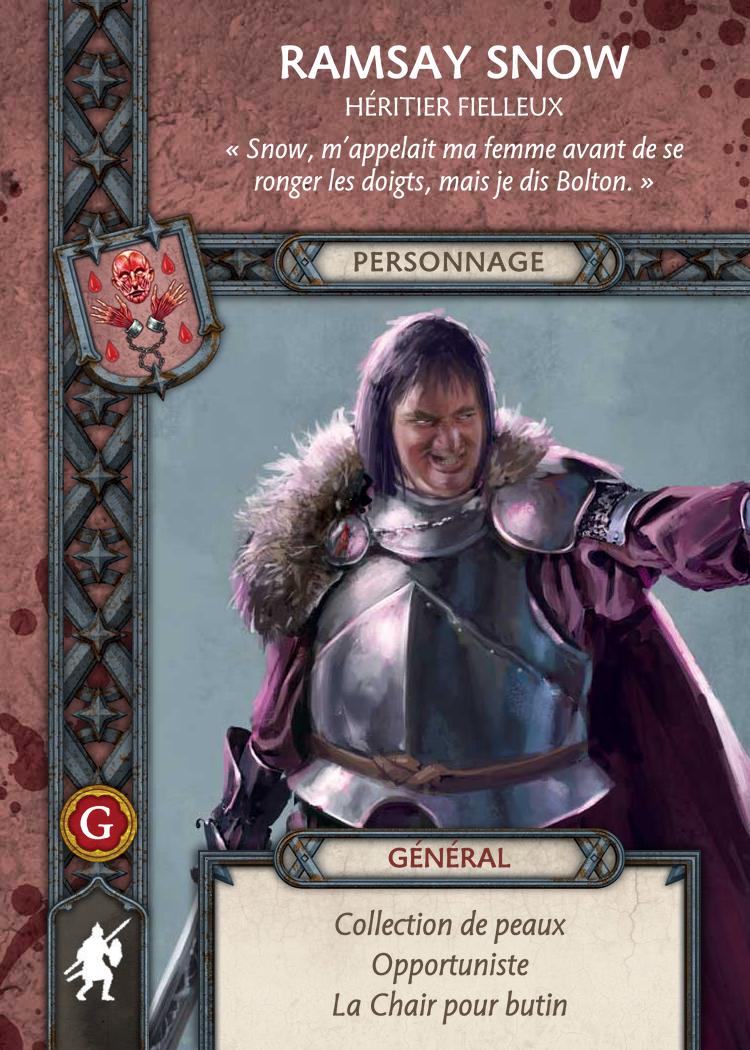 RAMSAY SNOW
HÉRITIER FIELLEUX
« Snow, m'appelait ma femme avant de se
ronger les doigts, mais je dis Bolton. »
PERSONNAGE
G
GÉNÉRAL
Collection de peaux
Opportuniste
La Chair pour butin